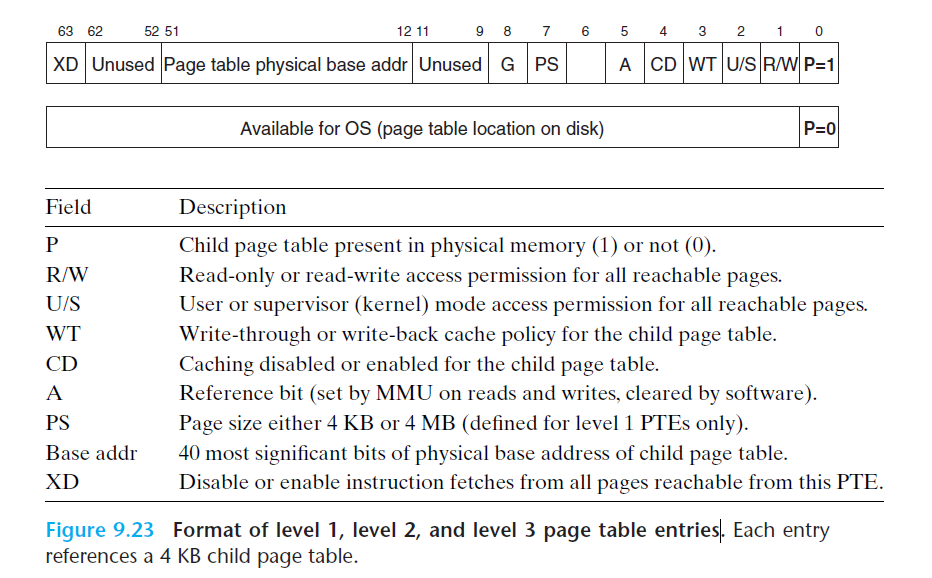 63 62 52 51 12 11 9 8 7 6 5 4 3 2 1 0
XD Unused Page table physical base addr Unused G PS A CD WT U/S R/W P=1
Available for OS (page table location on disk) P=0
Field Description
P Child page table present in physical memory (1) or not (0).
R/W Read-only or read-write access permission for all reachable pages.
U/S User or supervisor (kernel) mode access permission for all reachable pages.
WT Write-through or write-back cache policy for the child page table.
CD Caching disabled or enabled for the child page table.
A Reference bit (set by MMU on reads and writes, cleared by software).
PS Page size either 4 KB or 4 MB (defined for level 1 PTEs only).
Base addr 40 most significant bits of physical base address of child page table.
XD Disable or enable instruction fetches from all pages reachable from this PTE.
Figure 9.23 Format of level 1, level 2, and level 3 page table entries. Each entry
references a 4 KB child page table.